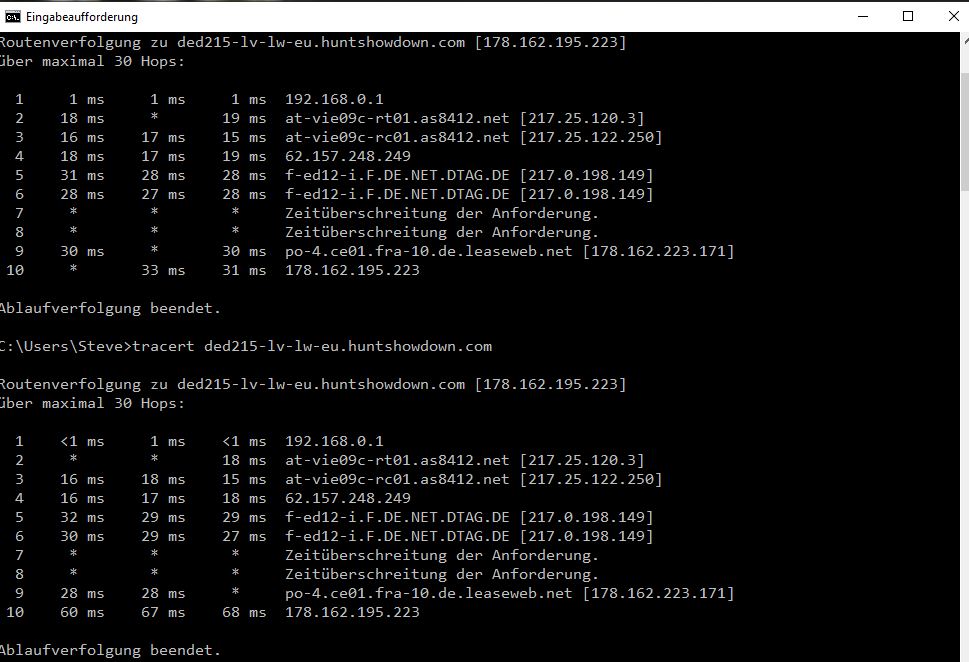 Eingabeaufforderung
Routenverfolgung zu ded215-lv-lw-eu.huntshowdown.com [178.162.195.223]
über maximal 30 Hops:
1 1 ms 1 ms 1 ms 192.168.0.1
2 18 ms * 19 ms at-vie09c-rt01.as8412.net [217.25.120.3]
3 16 ms 17 ms 15 ms at-vie09c-rc01.as8412.net [217.25.122.250]
4 18 ms 17 ms 19 ms 62.157.248.249
5 31 ms 28 ms 28 ms f-ed12-i.F.DE.NET.DTAG.DE [217.0.198.149]
6 28 ms 27 ms 28 ms f-ed12-i.F.DE.NET.DTAG.DE [217.0.198.149]
7 * * * Zeitüberschreitung der Anforderung.
8 * * * Zeitüberschreitung der Anforderung.
9 30 ms * 30 ms po-4.ce01.fra-10.de.leaseweb.net [178.162.223.171]
10 * 33 ms 31 ms 178.162.195.223
Ablaufverfolgung beendet.
C:\Users\Steve>tracert ded215-lv-lw-eu.huntshowdown.com
Routenverfolgung zu ded215-lv-lw-eu.huntshowdown.com [178.162.195.223]
über maximal 30 Hops:
1 <1 ms 1 ms <1 ms 192.168.0.1
2 * * 18 ms at-vie09c-rt01.as8412.net [217.25.120.3]
3 16 ms 18 ms 15 ms at-vie09c-rc01.as8412.net [217.25.122.250]
4 16 ms 17 ms 18 ms 62.157.248.249
5 32 ms 29 ms 29 ms f-ed12-i.F.DE.NET.DTAG.DE [217.0.198.149]
6 30 ms 29 ms 27 ms f-ed12-i.F.DE.NET.DTAG.DE [217.0.198.149]
7 * * * Zeitüberschreitung der Anforderung.
8 * * * Zeitüberschreitung der Anforderung.
9 28 ms 28 ms * po-4.ce01.fra-10.de.leaseweb.net [178.162.223.171]
10 60 ms 67 ms 68 ms 178.162.195.223
Ablaufverfolgung beendet.